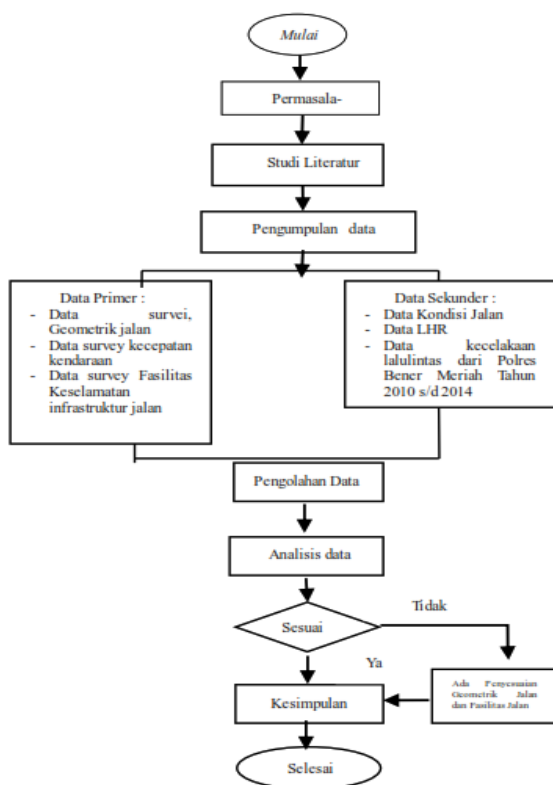 Mulai
Permasala-
Studi Literatur
Pengumpulan data
Data Primer :
- Data survei,
Geometrik jalan
- Data survey kecepatan
kendaraan
- Data survey Fasilitas
Keselamatan
infrastruktur jalan
Data Sekunder :
- Data Kondisi Jalan
- Data LHR
- Data kecelakaan
lalulintas dari Polres
Bener Meriah Tahun
2010 s/d 2014
Pengolahan Data
Analisis data
Sesuai
Tidak
Ya
Ada Penyesuaian
Geometrik Jalan
dan Fasilitas Jalan
Kesimpulan
Selesai